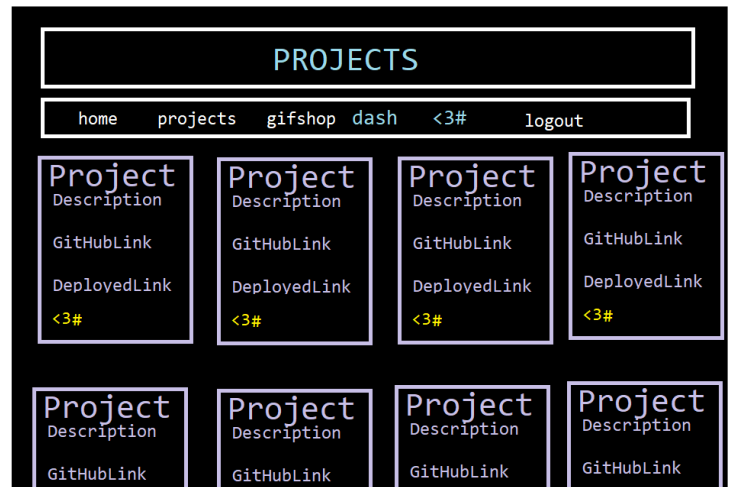 PROJECTS
home projects gifshop dash <3# logout
Project Project Project Project
Description Description Description Description
GitHubLink GitHubLink GitHubLink GitHubLink
DeployedLink DeployedLink DeployedLink DeployedLink
<3# <3# <3# <3#
Project Project Project Project
Description Description Description Description
GitHubLink GitHubLink GitHubLink GitHubLink